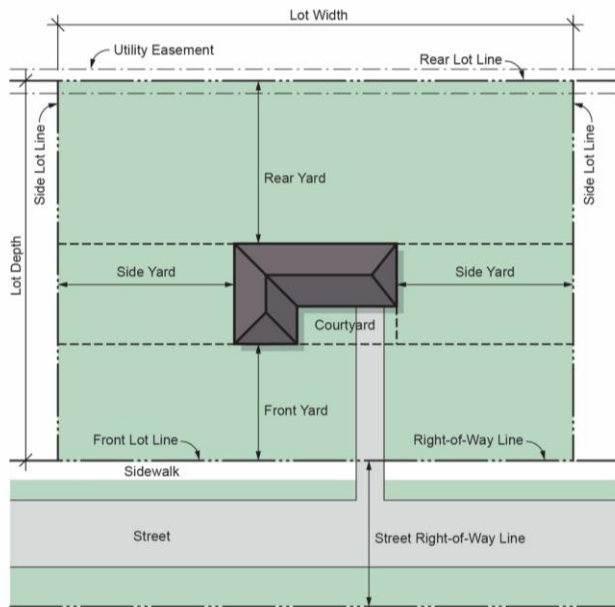 Lot Width
Utility Easement
Rear Lot Line
Side Lot Line
Side Lot Line
Rear Yard
Lot Depth
Side Yard
Side Yard
Courtyard
Front Yard
Front Lot Line
Right-of-Way Line
Sidewalk
Street
Street Right-of-Way Line